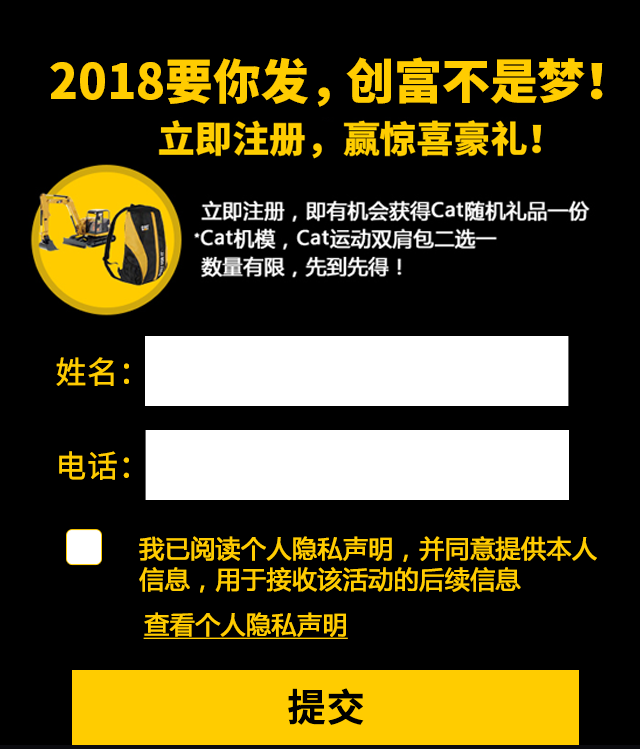 2018要你发，创富不是梦！
立即注册，赢惊喜豪礼！
立即注册，即有机会获得Cat随机礼品一份
*Cat机模，Cat运动双肩包二选一
数量有限，先到先得！
CAT
姓名：
电话：
我已阅读个人隐私声明，并同意提供本人
信息，用于接收该活动的后续信息
查看个人隐私声明
提交